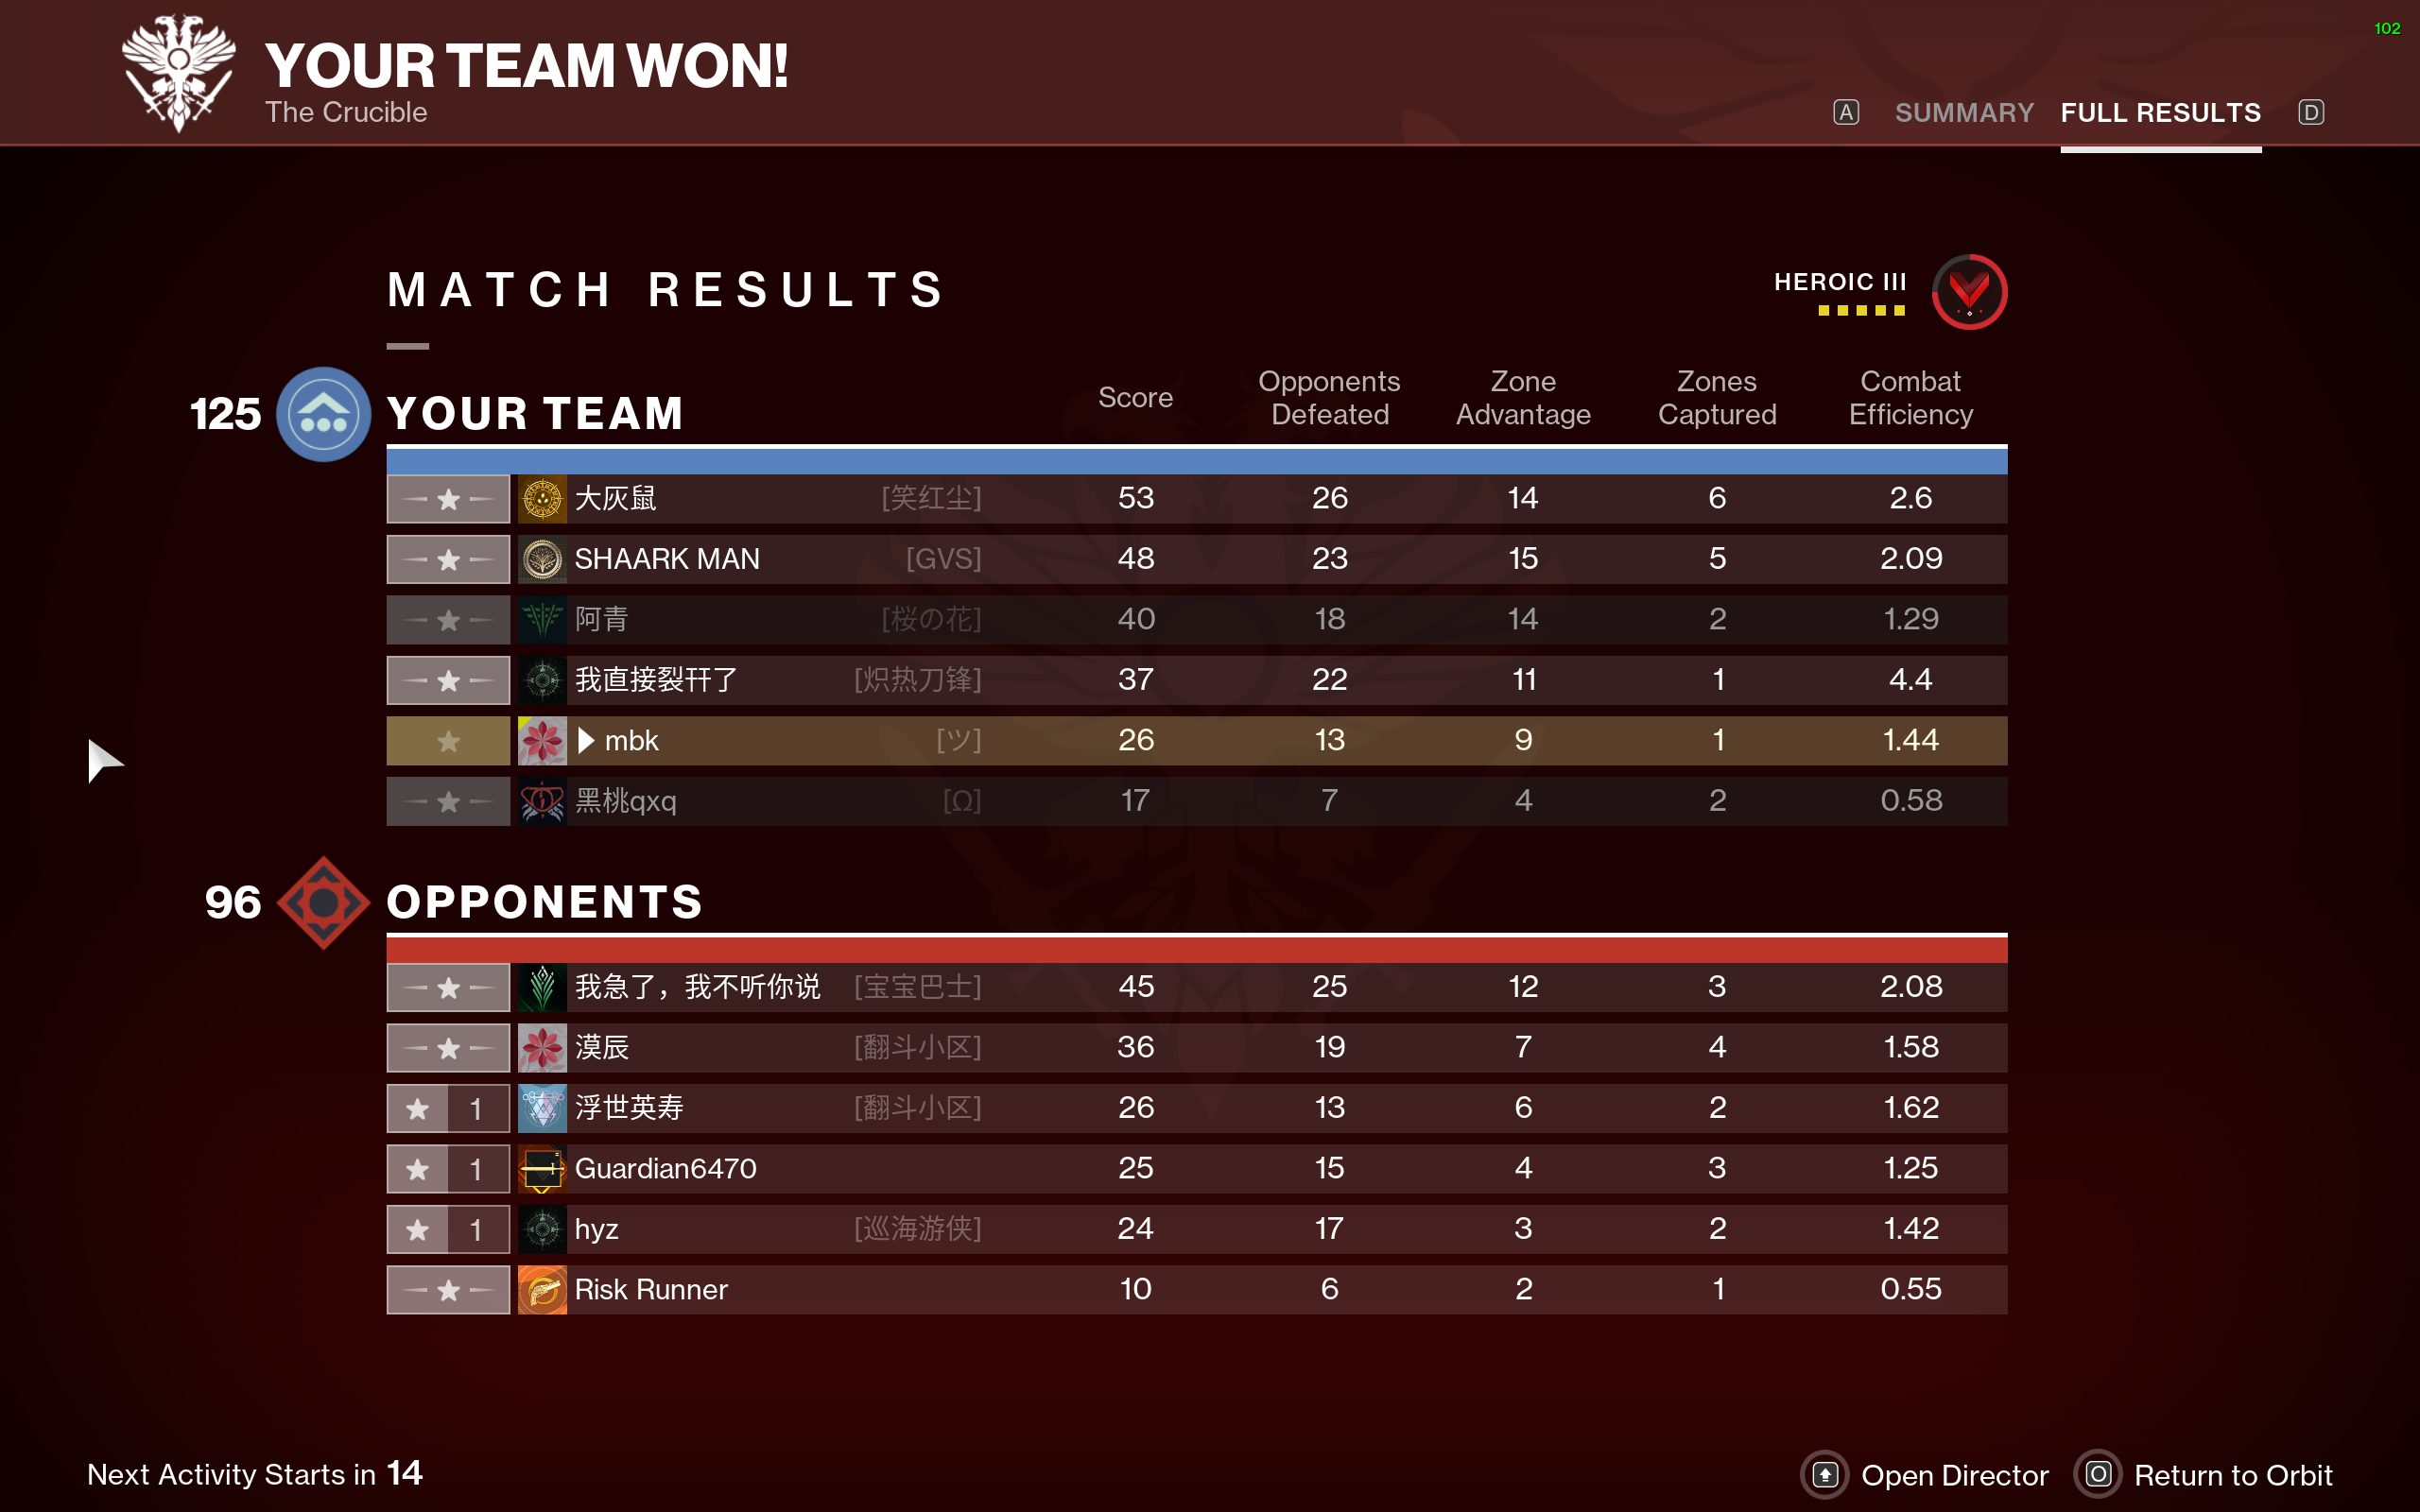 102
YOUR TEAM WON!
The Crucible
A SUMMARY FULL RESULTS D
MATCH RESULTS
HEROIC III
125 YOUR TEAM Score Opponents Defeated Zone Advantage Zones Captured Combat Efficiency
大灰鼠 [笑红尘] 53 26 14 6 2.6
SHAARK MAN [GVS] 48 23 15 5 2.09
阿青 [桜の花] 40 18 14 2 1.29
我直接裂幵了 [炽热刀锋] 37 22 11 1 4.4
mbk [ツ] 26 13 9 1 1.44
黑桃qxq [Ω] 17 7 4 2 0.58
96 OPPONENTS
我急了，我不听你说 [宝宝巴士] 45 25 12 3 2.08
漠辰 [翻斗小区] 36 19 7 4 1.58
1 浮世英寿 [翻斗小区] 26 13 6 2 1.62
1 Guardian6470 25 15 4 3 1.25
1 hyz [巡海游侠] 24 17 3 2 1.42
Risk Runner 10 6 2 1 0.55
Next Activity Starts in 14
Open Director O Return to Orbit